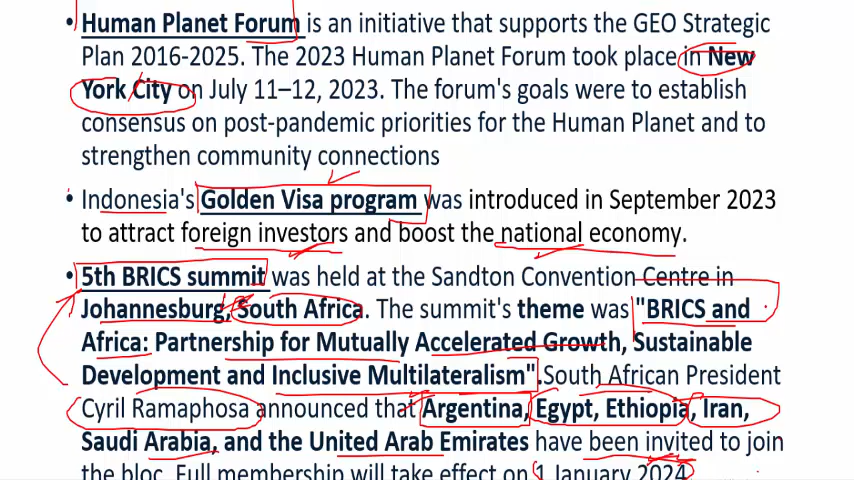 • Human Planet Forum is an initiative that supports the GEO Strategic
Plan 2016-2025. The 2023 Human Planet Forum took place in New
York City on July 11–12, 2023. The forum's goals were to establish
consensus on post-pandemic priorities for the Human Planet and to
strengthen community connections
• Indonesia's Golden Visa program was introduced in September 2023
to attract foreign investors and boost the national economy.
• 5th BRICS summit was held at the Sandton Convention Centre in
Johannesburg, South Africa. The summit's theme was "BRICS and
Africa: Partnership for Mutually Accelerated Growth, Sustainable
Development and Inclusive Multilateralism".South African President
Cyril Ramaphosa announced that Argentina, Egypt, Ethiopia, Iran,
Saudi Arabia, and the United Arab Emirates have been invited to join
the bloc. Full membership will take effect on 1 January 2024